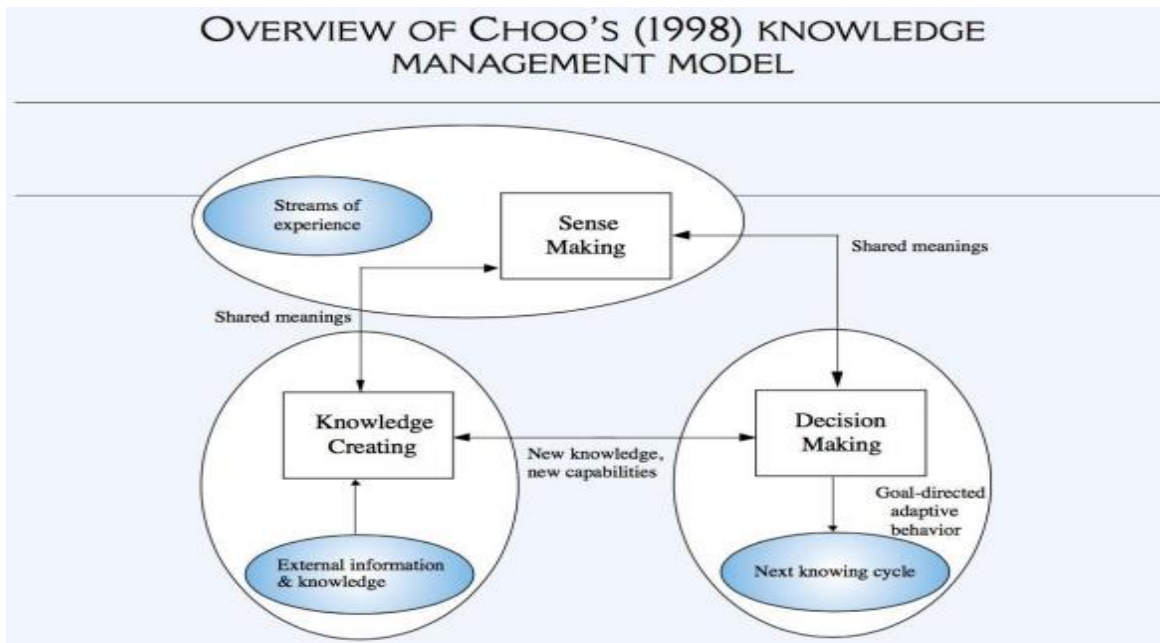 OVERVIEW OF CHOO'S (1998) KNOWLEDGE
MANAGEMENT MODEL
Streams of
experience
Sense
Making
Shared meanings
Shared meanings
Knowledge
Creating
Decision
Making
New knowledge,
new capabilities
Goal-directed
adaptive
behavior
External information
& knowledge
Next knowing cycle